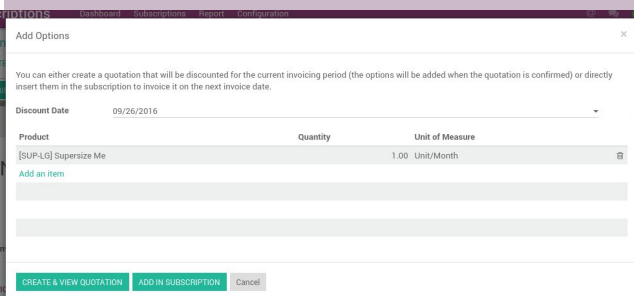 Dashboard Subscriptions Report Configuration
Add Options ×
You can either create a quotation that will be discounted for the current invoicing period (the options will be added when the quotation is confirmed) or directly
insert them in the subscription to invoice it on the next invoice date.
Discount Date 09/26/2016
Product Quantity Unit of Measure
[SUP-LG] Supersize Me 1.00 Unit/Month
Add an item
CREATE & VIEW QUOTATION ADD IN SUBSCRIPTION Cancel